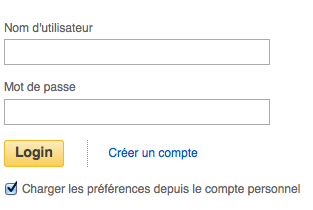 Nom d'utilisateur
Mot de passe
Login Créer un compte
Charger les préférences depuis le compte personnel